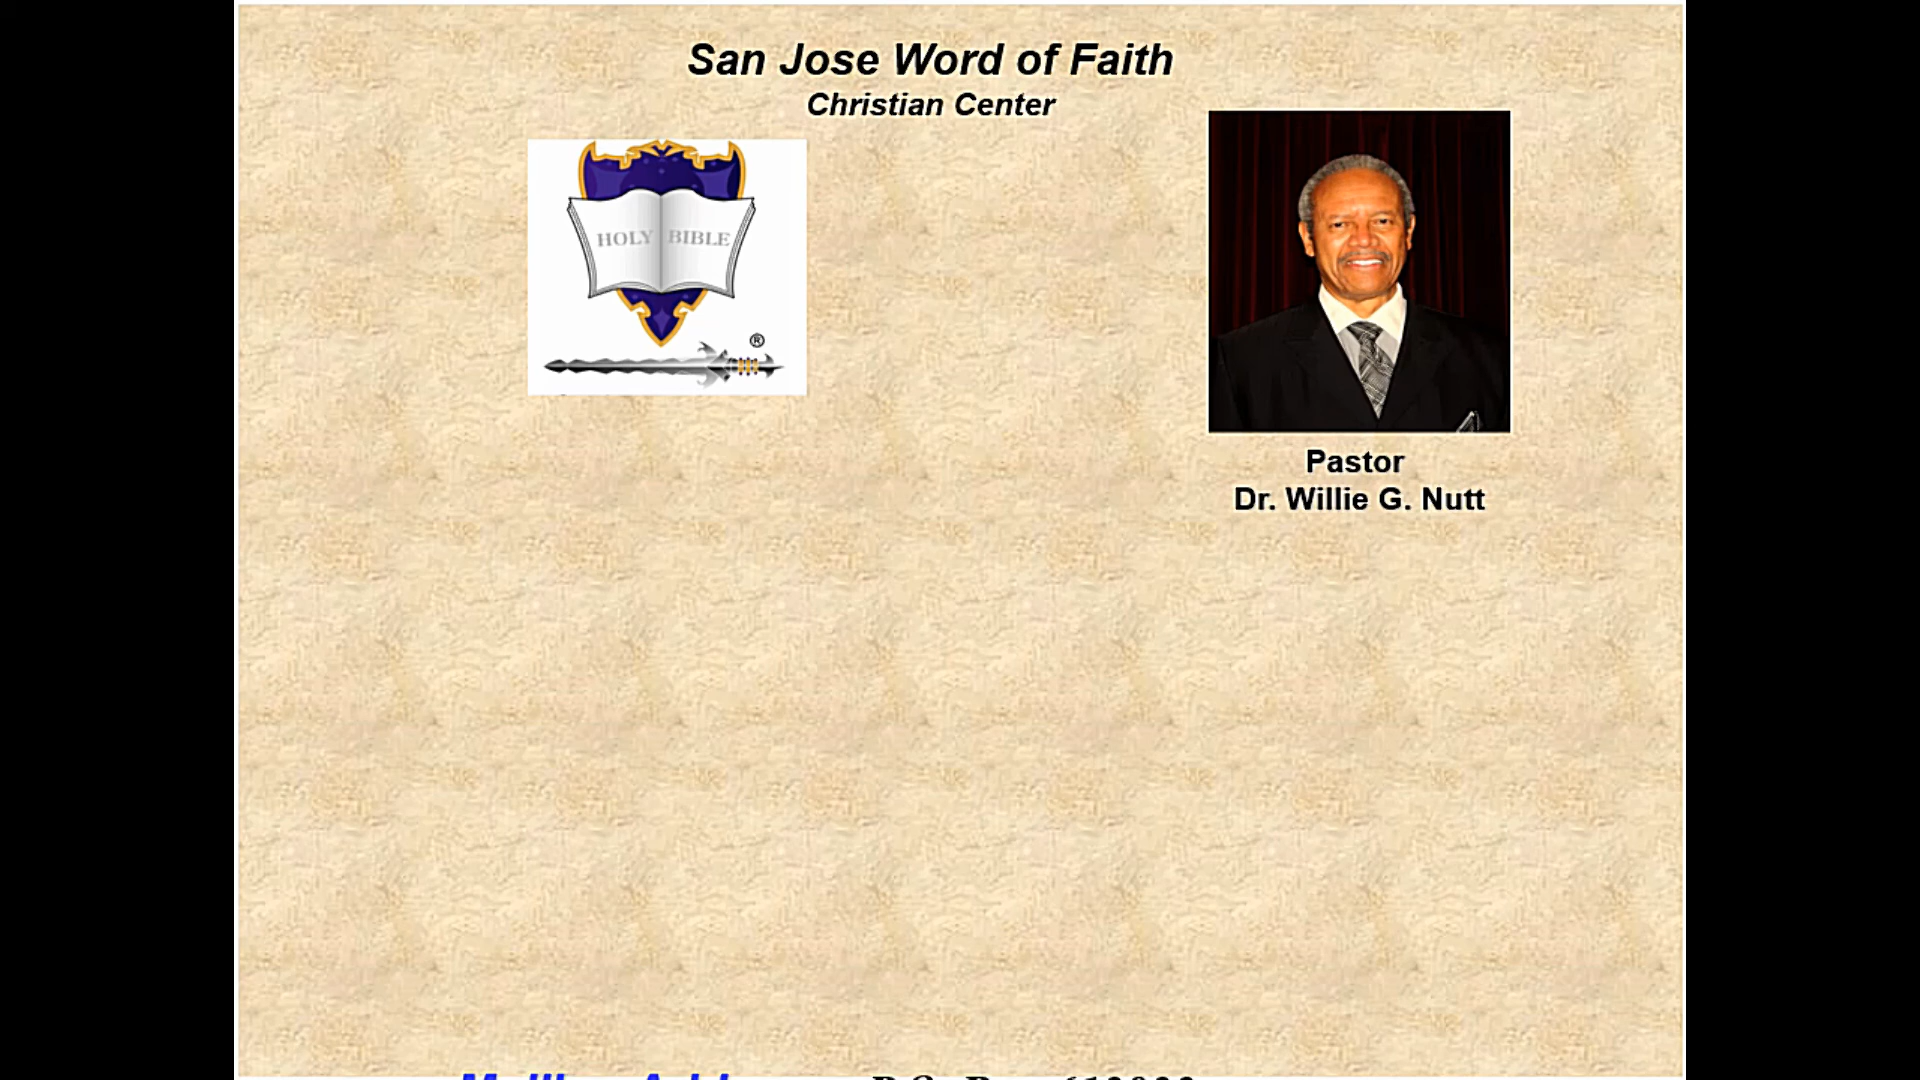 San Jose Word of Faith
Christian Center
HOLY BIBLE
®
Pastor
Dr. Willie G. Nutt